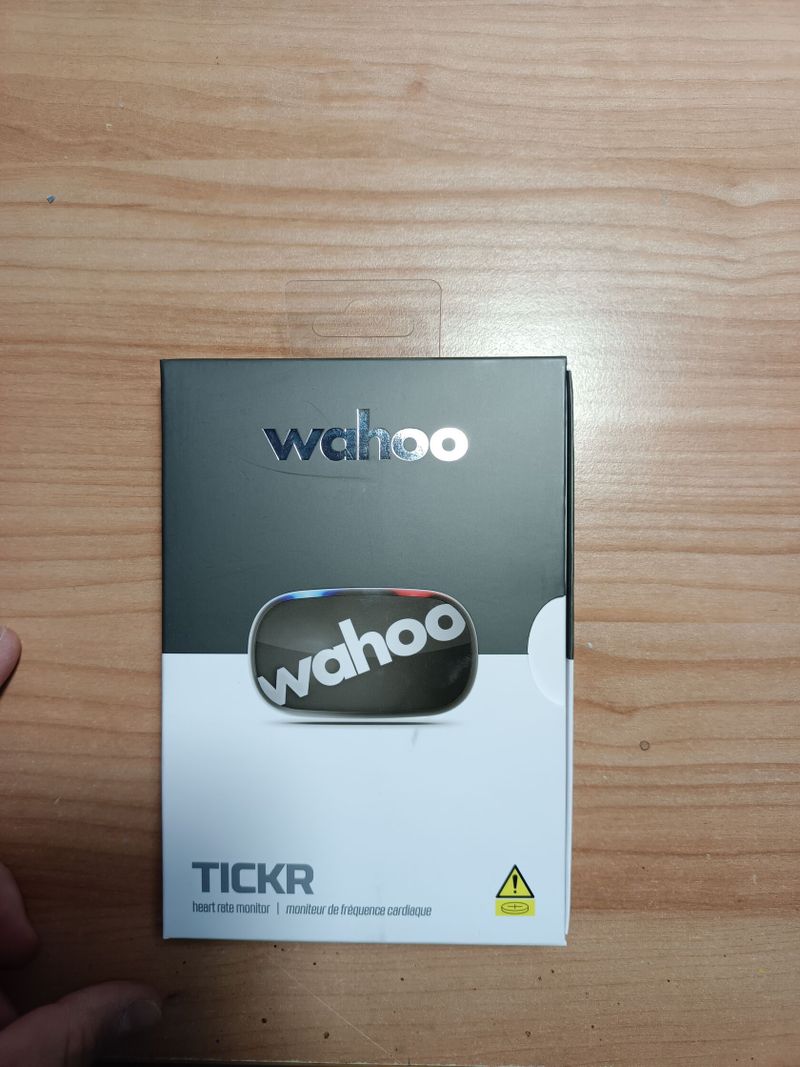 wahoo
wahoo
TICKR
heart rate monitor | moniteur de fréquence cardiaque